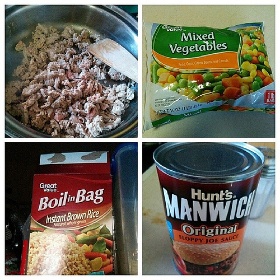 Great Value
Mixed
Vegetables
Great
Value
Boil in Bag
Instant Brown Rice
Hunt's
MANWICH
Original
SLOPPY JOE SAUCE